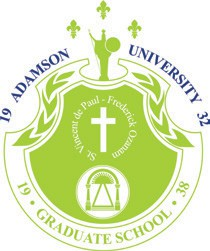 19 ADAMSON UNIVERSITY 32
St. Vincent de Paul - Frederick Ozanam
19 · GRADUATE SCHOOL · 38